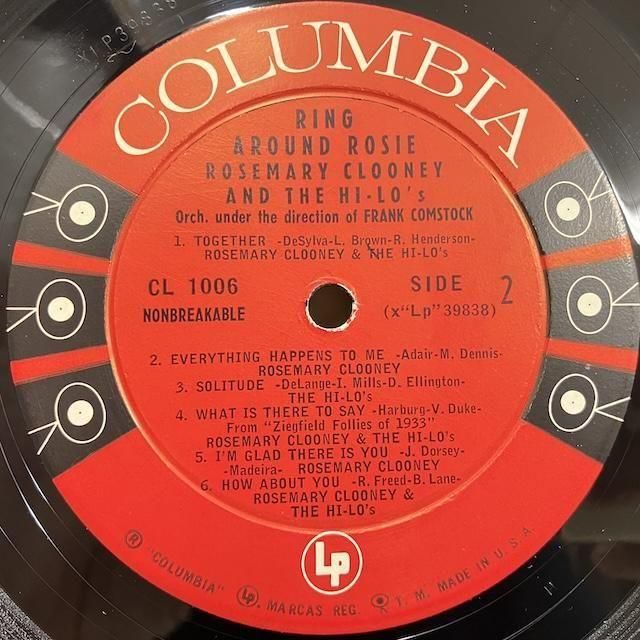 XLP39838
COLUMBIA
RING
AROUND ROSIE
ROSEMARY CLOONEY
AND THE HI-LO's
Orch. under the direction of FRANK COMSTOCK
1. TOGETHER -DeSylva-L. Brown-R. Henderson-
ROSEMARY CLOONEY & THE HI-LO's
CL 1006
SIDE 2
NONBREAKABLE
(x"Lp"39838)
2. EVERYTHING HAPPENS TO ME -Adair-M. Dennis-
ROSEMARY CLOONEY
3. SOLITUDE -DeLange-I. Mills-D. Ellington-
THE HI-LO's
4. WHAT IS THERE TO SAY -Harburg-V. Duke-
From "Ziegfield Follies of 1933"
ROSEMARY CLOONEY & THE HI-LO's
5. I'M GLAD THERE IS YOU -J. Dorsey-
-Madeira- ROSEMARY CLOONEY
6. HOW ABOUT YOU -R. Freed-B. Lane-
ROSEMARY CLOONEY &
THE HI-LO's
Lp
® "COLUMBIA" Lp. MARCAS REG. T. M. MADE IN U. S. A.